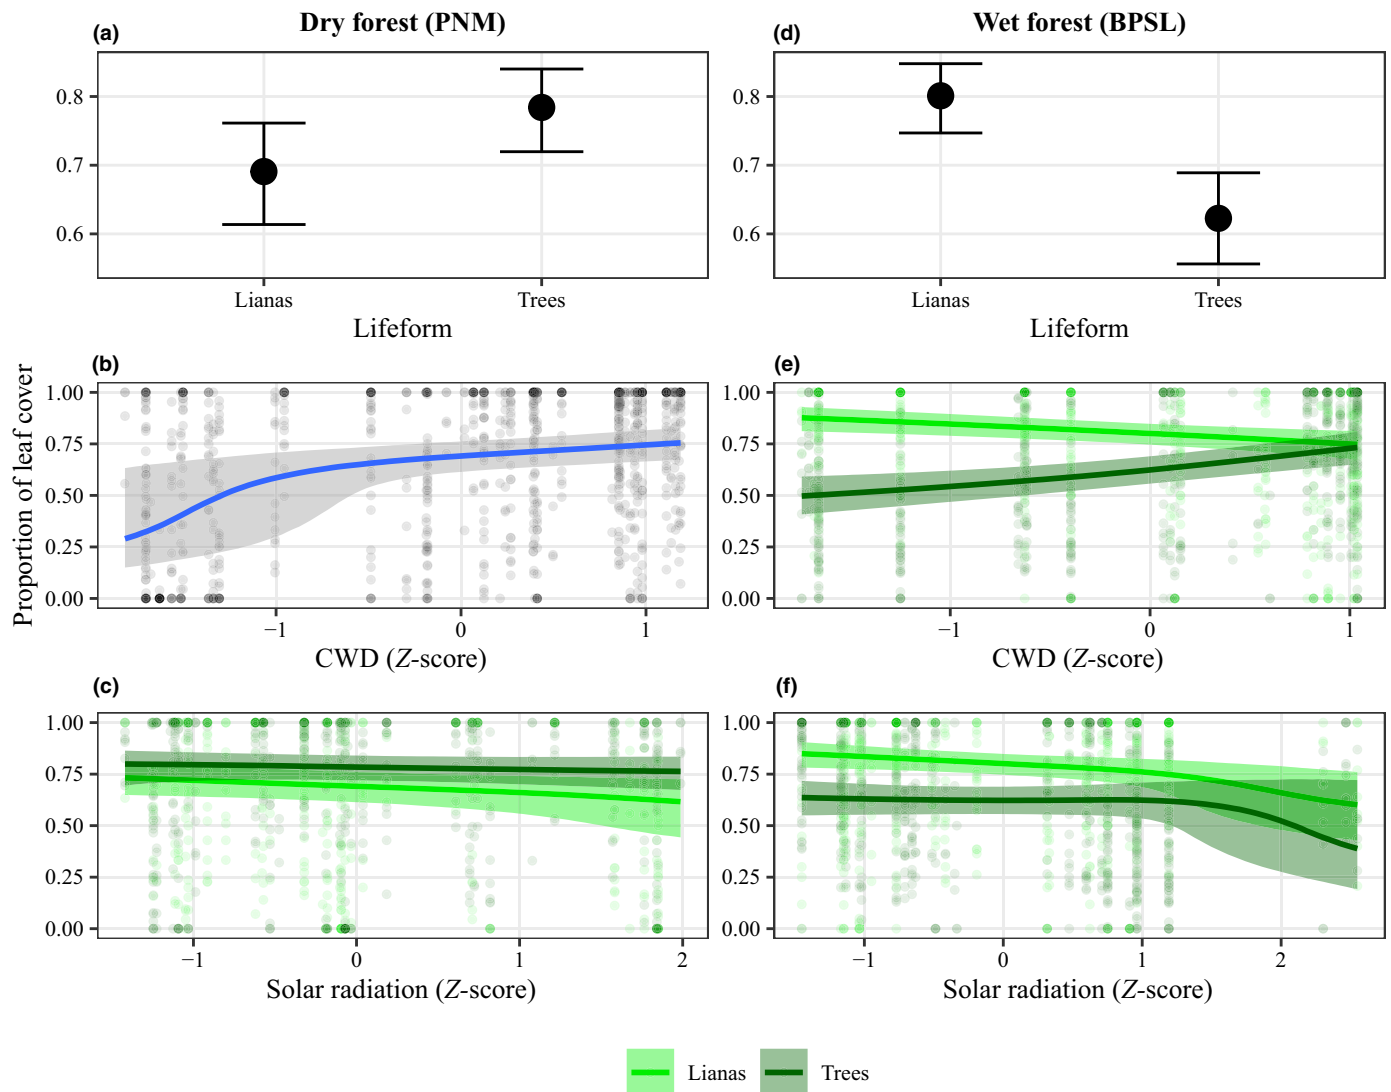 Dry forest (PNM)
Wet forest (BPSL)
(a)
0.8
0.7
0.6
Lianas
Trees
Lifeform
(d)
0.8
0.7
0.6
Lianas
Trees
Lifeform
Proportion of leaf cover
(b)
1.00
0.75
0.50
0.25
0.00
−1
0
1
CWD (Z-score)
(e)
1.00
0.75
0.50
0.25
0.00
−1
0
1
CWD (Z-score)
(c)
1.00
0.75
0.50
0.25
0.00
−1
0
1
2
Solar radiation (Z-score)
(f)
1.00
0.75
0.50
0.25
0.00
−1
0
1
2
Solar radiation (Z-score)
Lianas
Trees